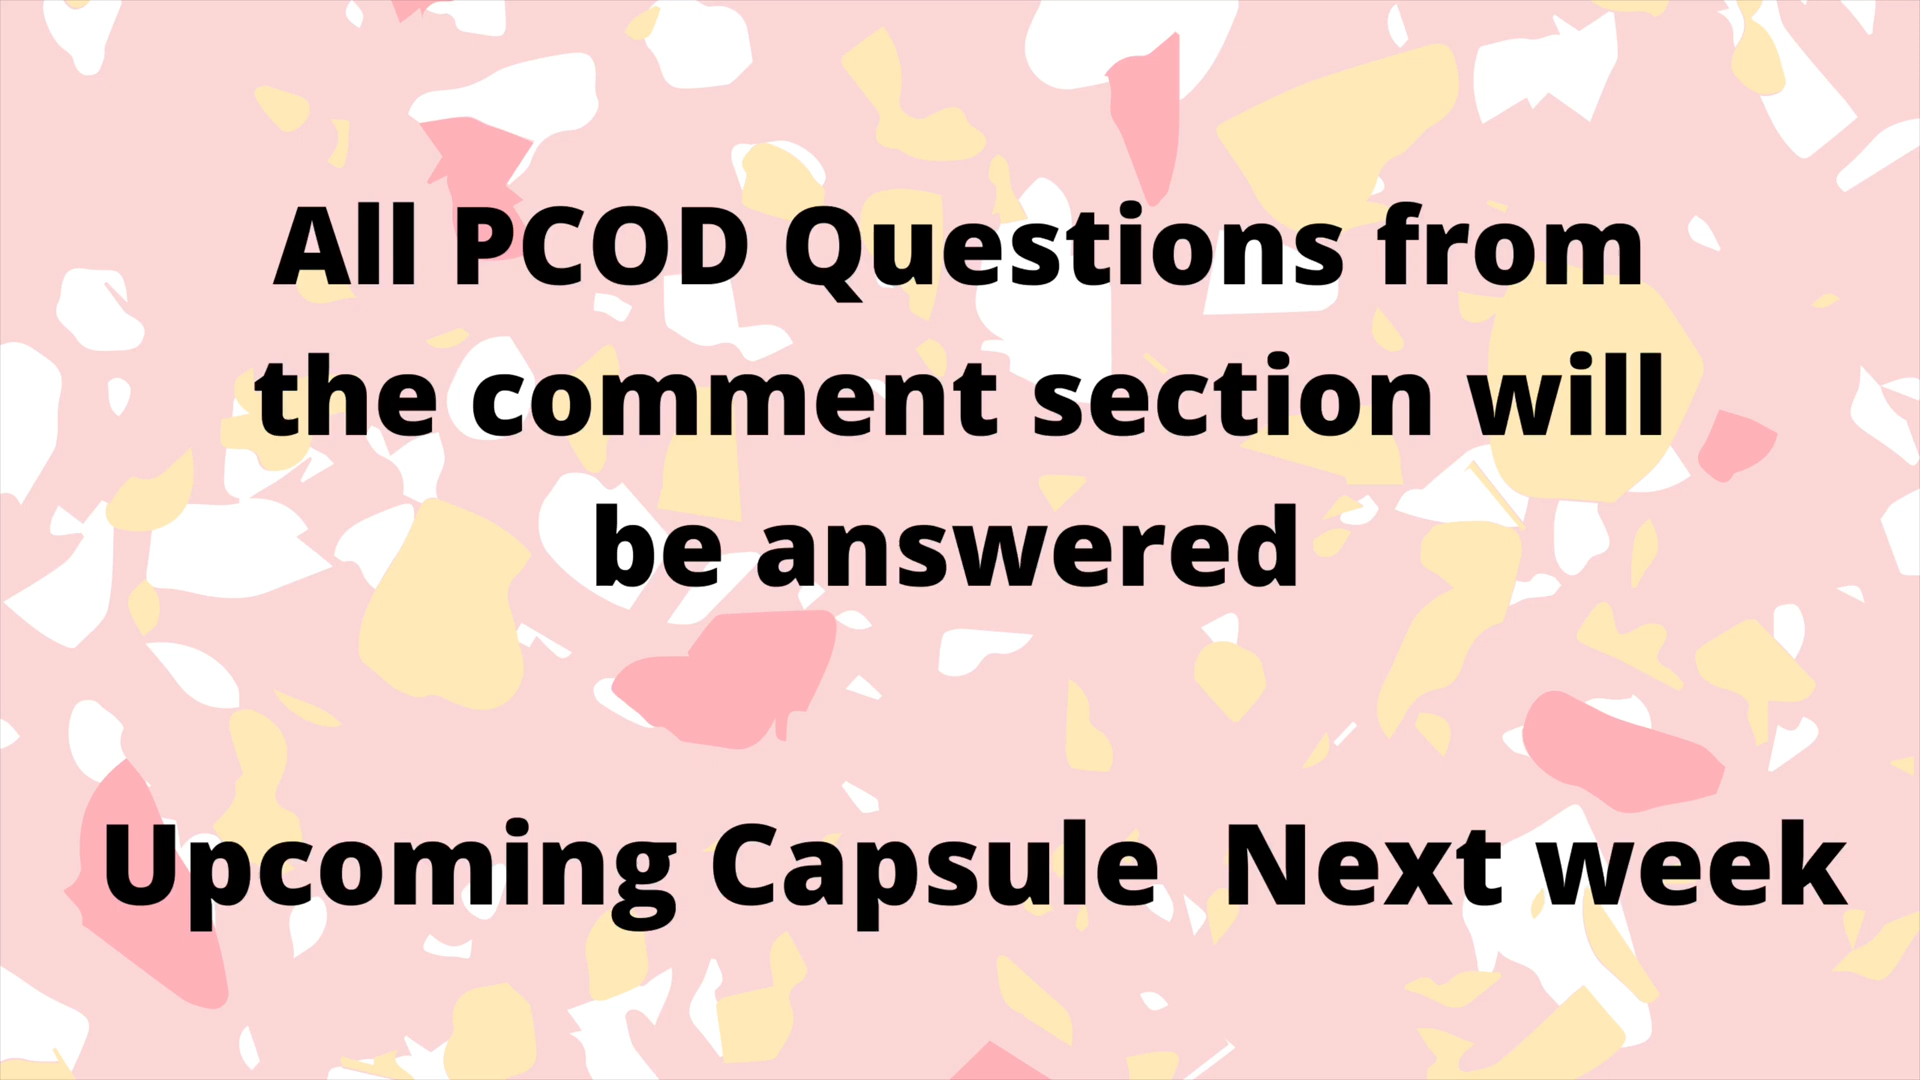 All PCOD Questions from
the comment section will
be answered
Upcoming Capsule Next week